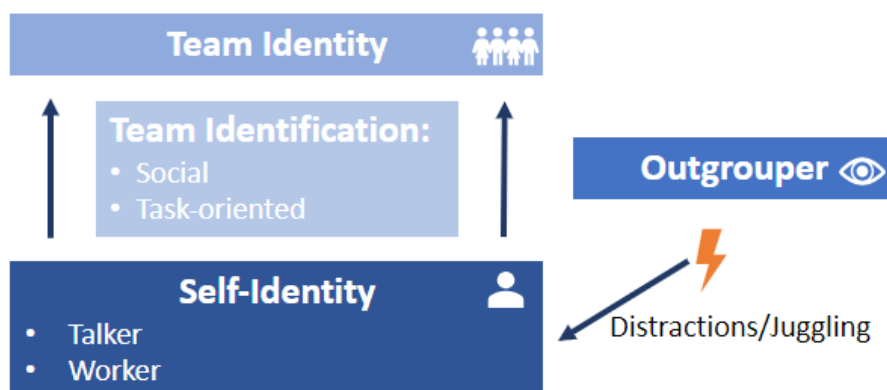 Team Identity
Team Identification:
• Social
• Task-oriented
Outgrouper
Self-Identity
• Talker
• Worker
Distractions/Juggling